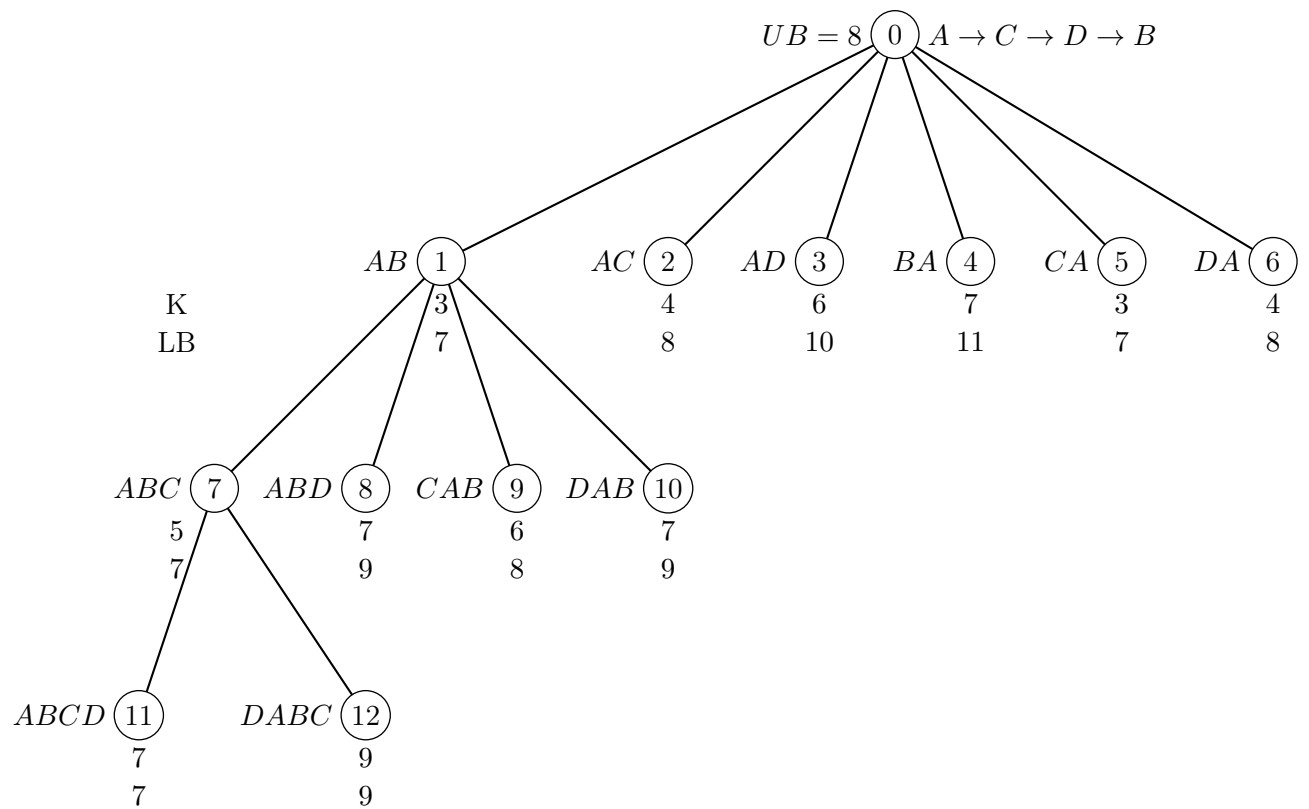 UB = 8 0 A → C → D → B
AB 1 AC 2 AD 3 BA 4 CA 5 DA 6
K 3 4 6 7 3 4
LB 7 8 10 11 7 8
ABC 7 ABD 8 CAB 9 DAB 10
5 7 6 7
7 9 8 9
ABCD 11 DABC 12
7 9
7 9